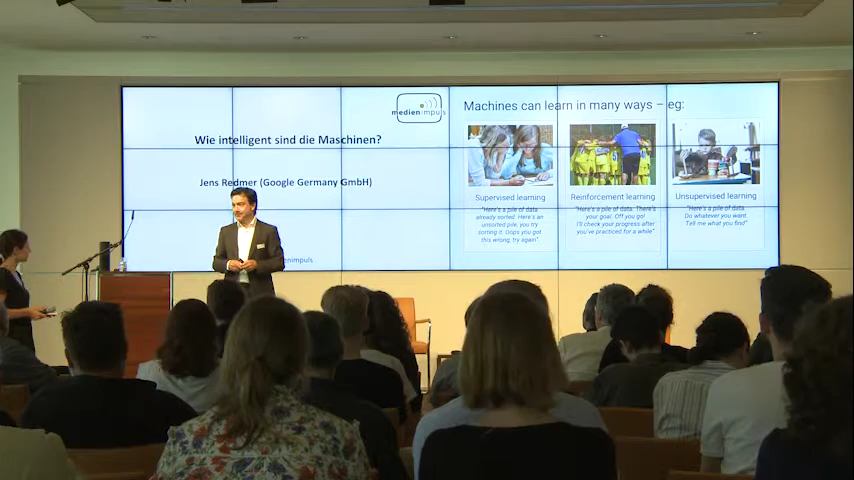 medienimpuls
Wie intelligent sind die Maschinen?
Jens Redmer (Google Germany GmbH)
enimpuls
Machines can learn in many ways – eg:
Supervised learning
"Here's a pile of data
already sorted. Here's an
unsorted pile, you try
sorting it. Oops you got
this wrong, try again"
Reinforcement learning
"Here's a pile of data. There's
your goal. Off you go!
I'll check your progress after
you've practiced for a while"
Unsupervised learning
"Here is a pile of data.
Do whatever you want.
Tell me what you find"